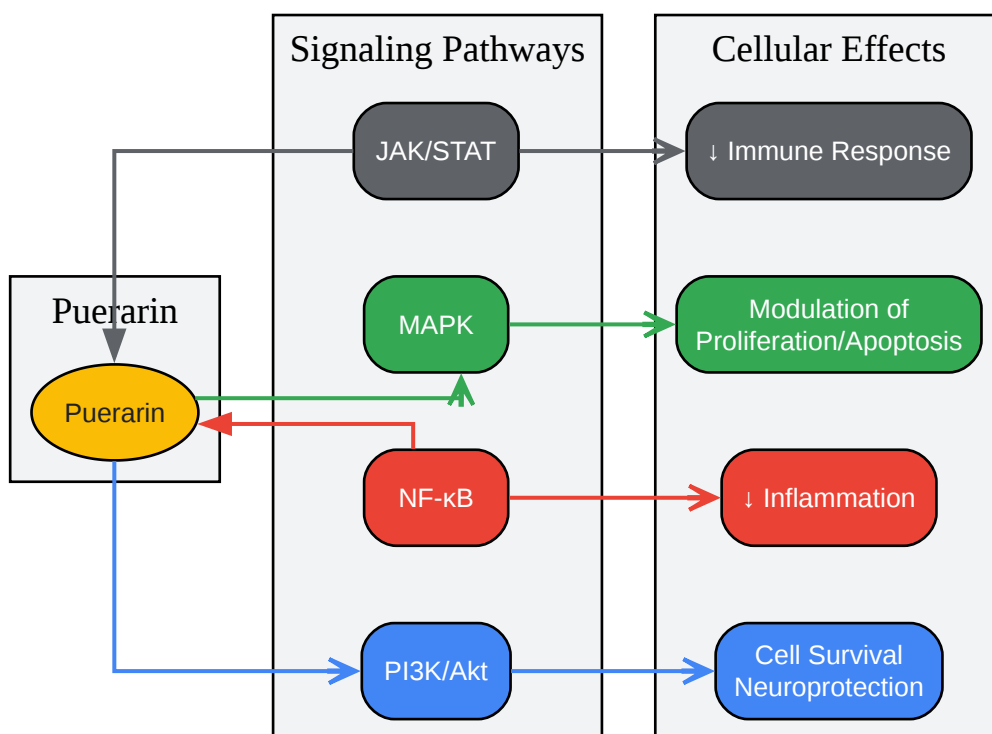 Signaling Pathways
Cellular Effects
JAK/STAT
↓ Immune Response
Puerarin
MAPK
Modulation of
Proliferation/Apoptosis
Puerarin
NF-κB
↓ Inflammation
PI3K/Akt
Cell Survival
Neuroprotection